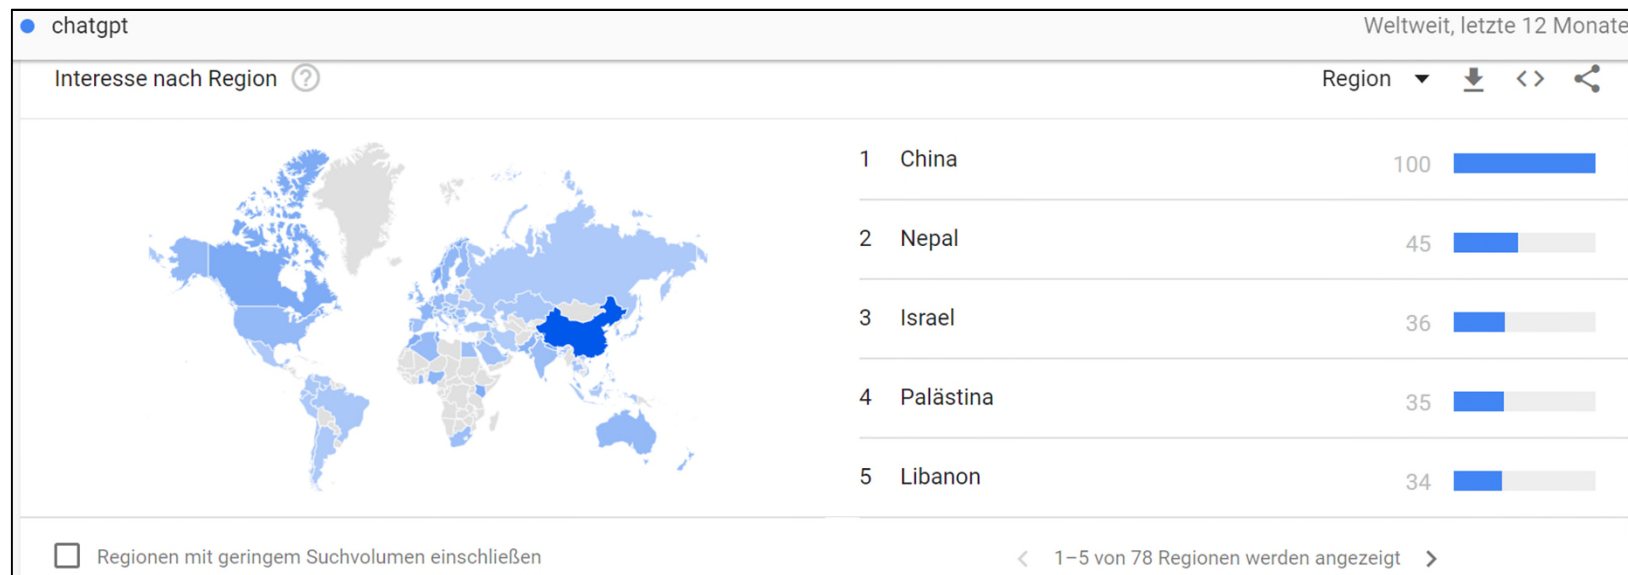 chatgpt
Weltweit, letzte 12 Monate
Interesse nach Region ?
Region
1 China 100
2 Nepal 45
3 Israel 36
4 Palästina 35
5 Libanon 34
Regionen mit geringem Suchvolumen einschließen
1–5 von 78 Regionen werden angezeigt